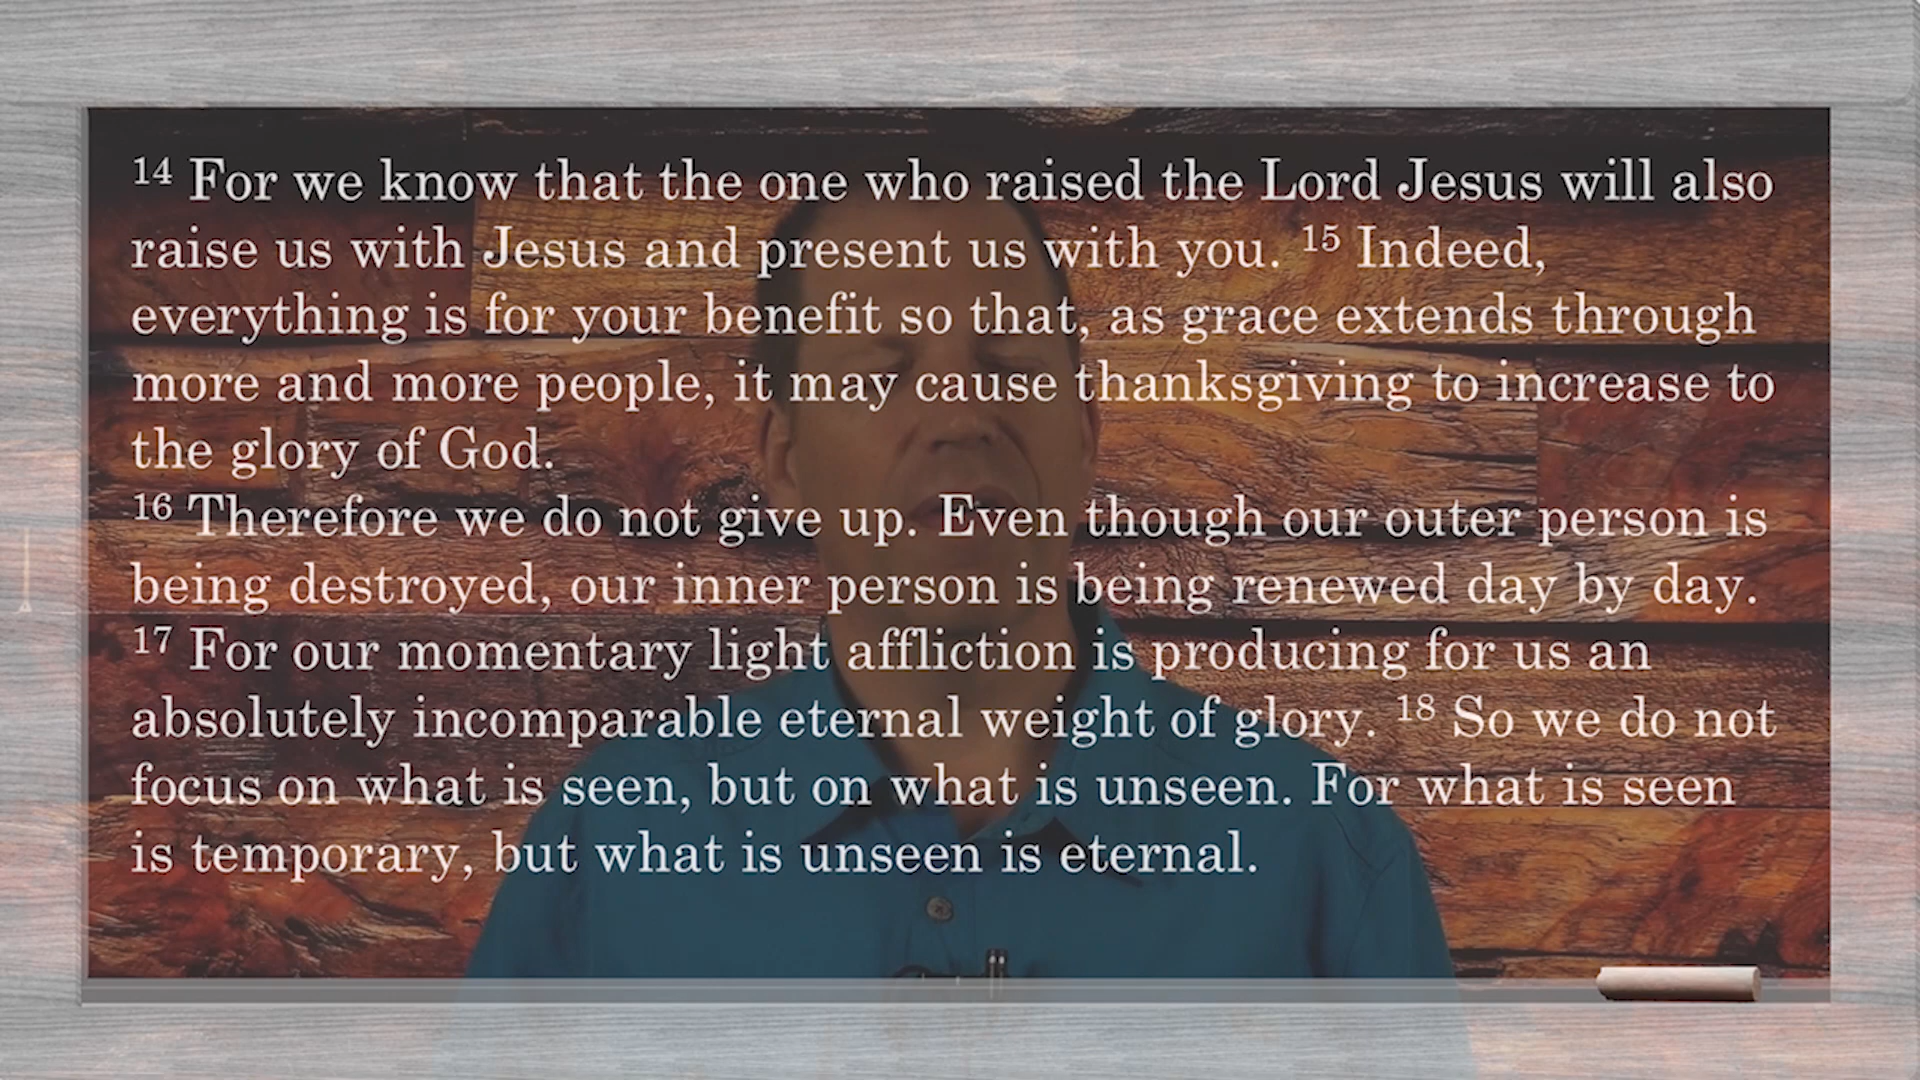 14 For we know that the one who raised the Lord Jesus will also
raise us with Jesus and present us with you. 15 Indeed,
everything is for your benefit so that, as grace extends through
more and more people, it may cause thanksgiving to increase to
the glory of God.
16 Therefore we do not give up. Even though our outer person is
being destroyed, our inner person is being renewed day by day.
17 For our momentary light affliction is producing for us an
absolutely incomparable eternal weight of glory. 18 So we do not
focus on what is seen, but on what is unseen. For what is seen
is temporary, but what is unseen is eternal.